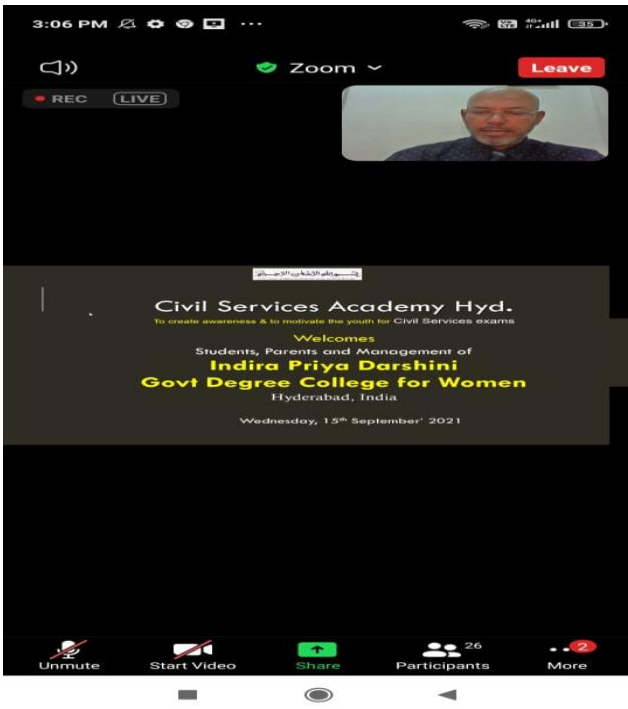 3:06 PM
4G+
35
Zoom
Leave
REC LIVE
Civil Services Academy Hyd.
To create awareness & to motivate the youth for Civil Services exams
Welcomes
Students, Parents and Management of
Indira Priya Darshini
Govt Degree College for Women
Hyderabad, India
Wednesday, 15th September' 2021
26
2
Unmute Start Video Share Participants More